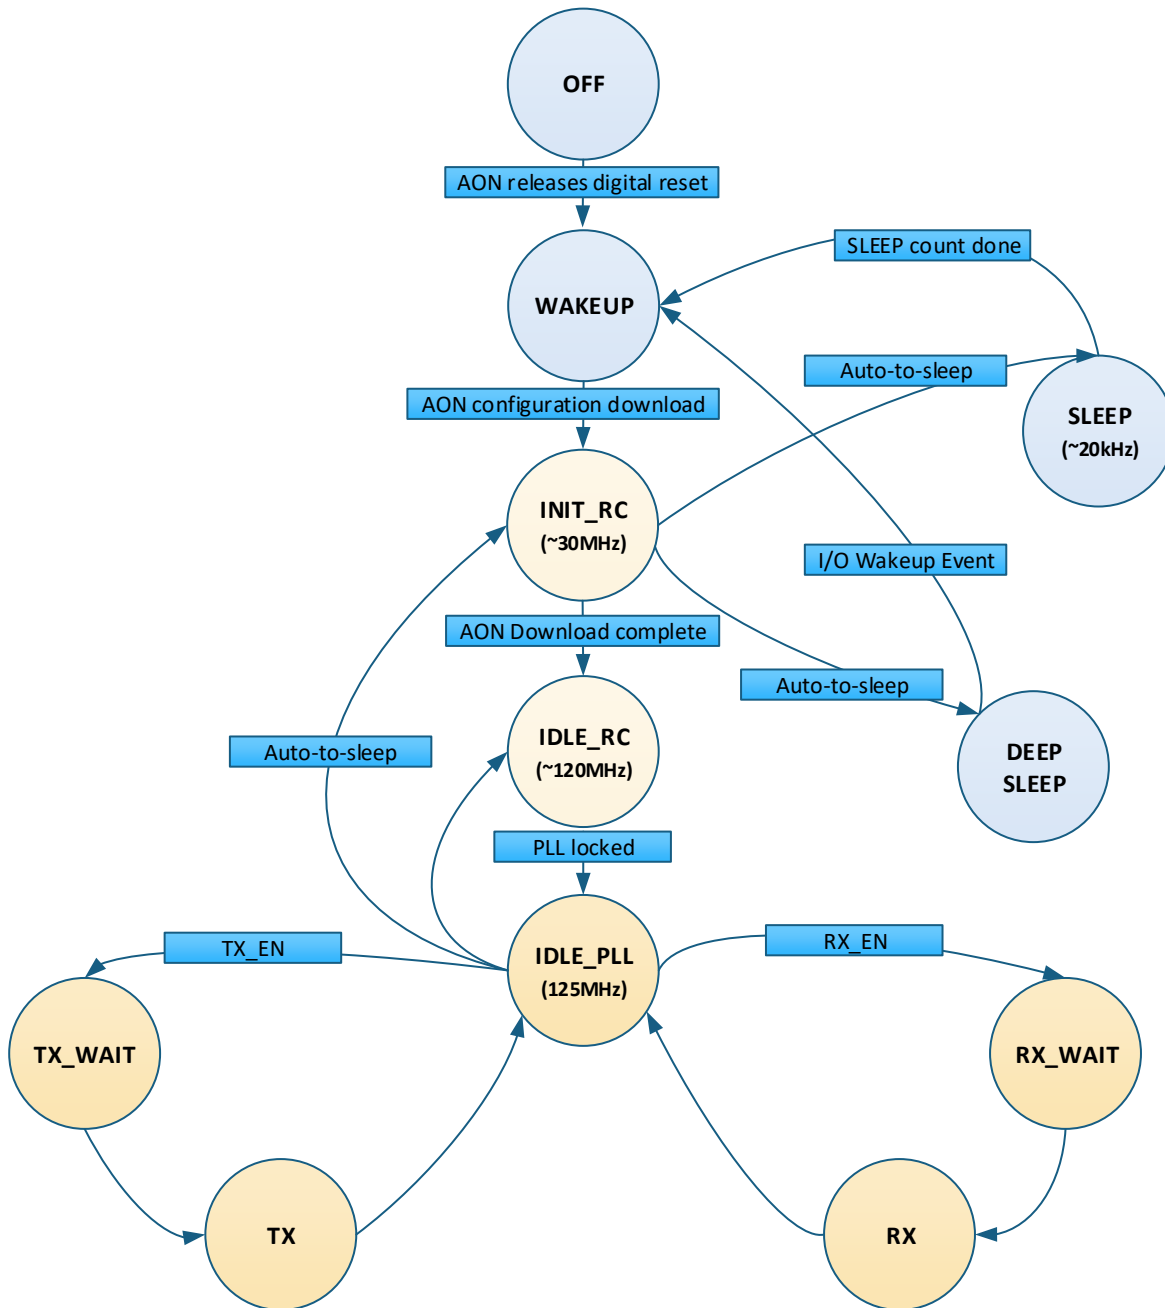 OFF
AON releases digital reset
SLEEP count done
WAKEUP
Auto-to-sleep
AON configuration download
SLEEP
(~20kHz)
INIT_RC
(~30MHz)
I/O Wakeup Event
AON Download complete
Auto-to-sleep
IDLE_RC
(~120MHz)
Auto-to-sleep
DEEP
SLEEP
PLL locked
TX_EN
IDLE_PLL
(125MHz)
RX_EN
TX_WAIT
RX_WAIT
TX
RX